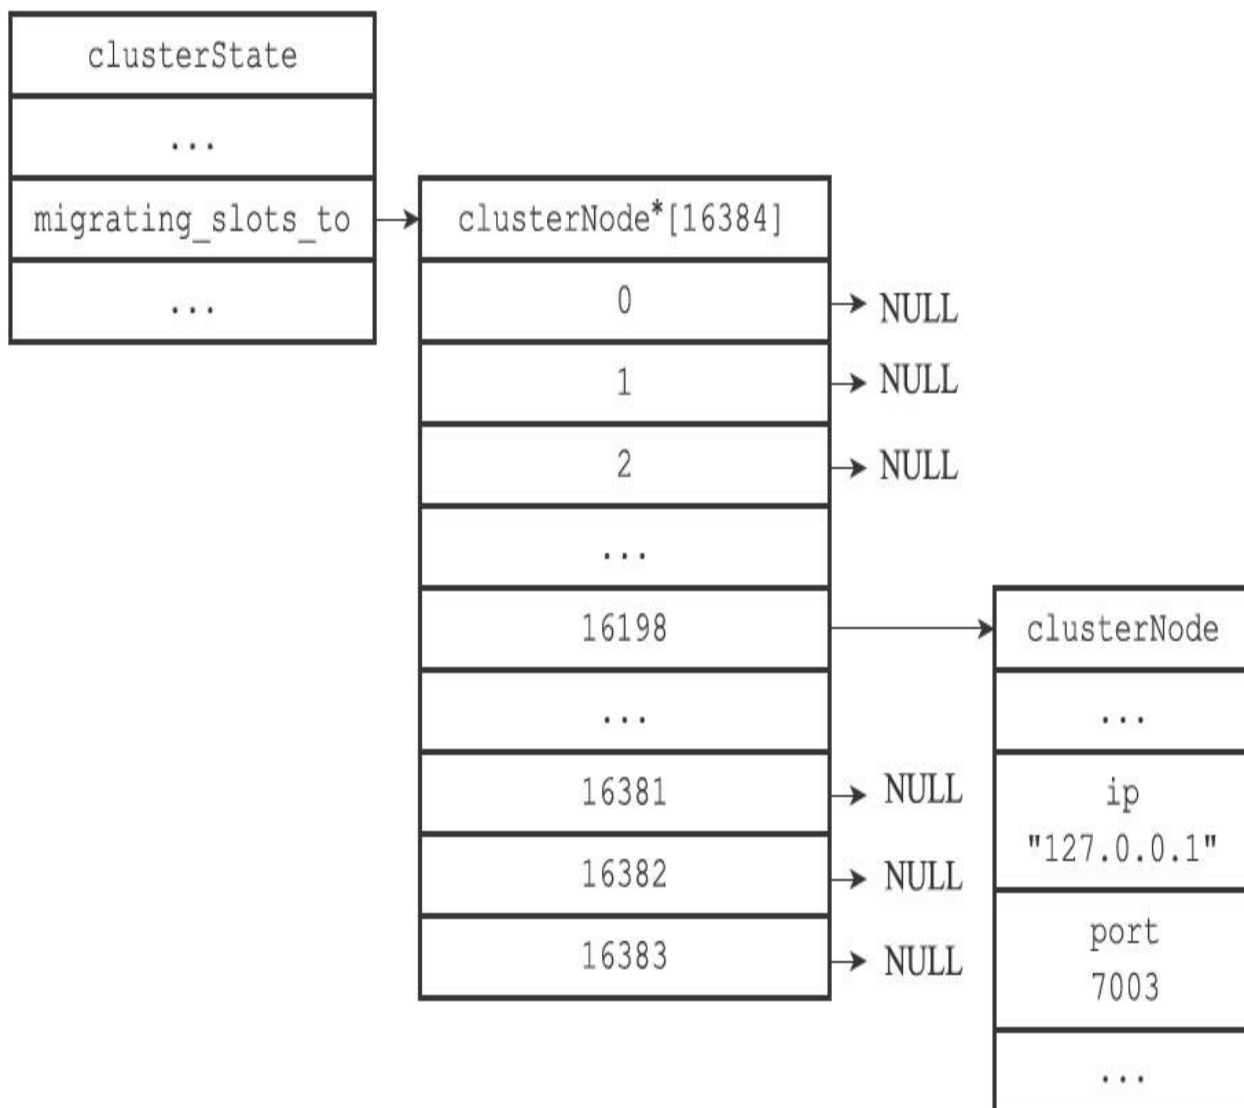 clusterState
...
migrating_slots_to
...
clusterNode*[16384]
0
NULL
1
NULL
2
NULL
...
16198
...
16381
NULL
16382
NULL
16383
NULL
clusterNode
...
ip
"127.0.0.1"
port
7003
...